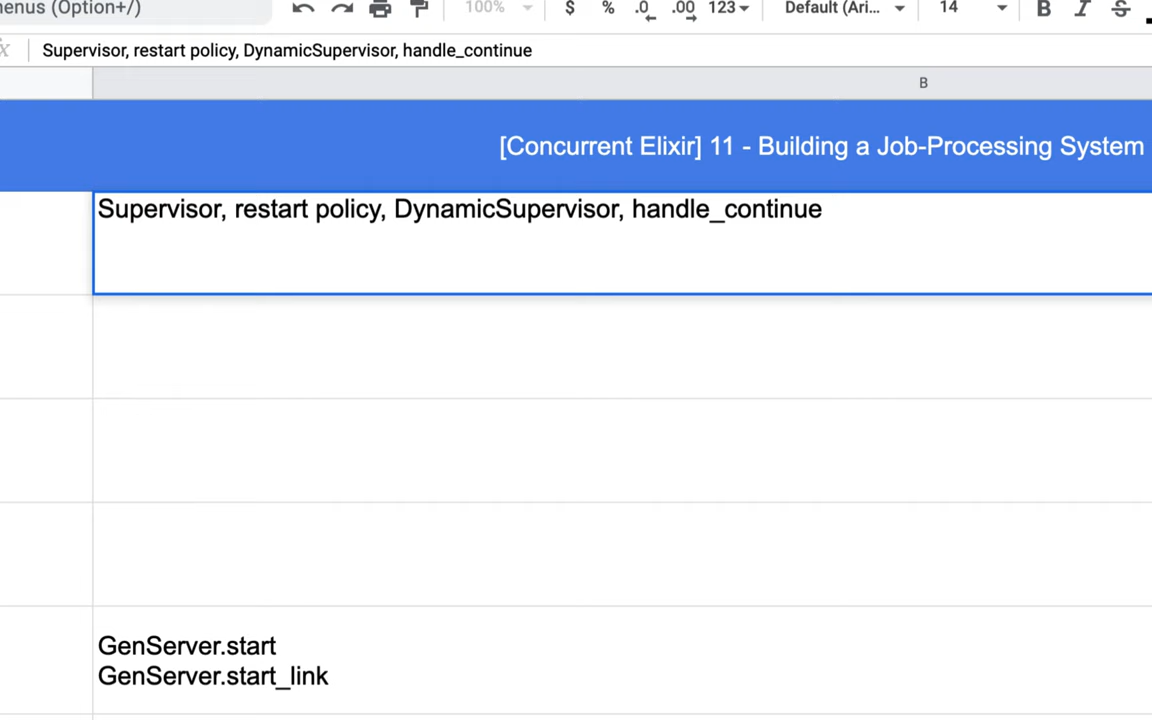 enus (Option+/)
100%
$ % .0 .00 123
Default (Ari...
14
B I S
x Supervisor, restart policy, DynamicSupervisor, handle_continue
B
[Concurrent Elixir] 11 - Building a Job-Processing System
Supervisor, restart policy, DynamicSupervisor, handle_continue
GenServer.start
GenServer.start_link